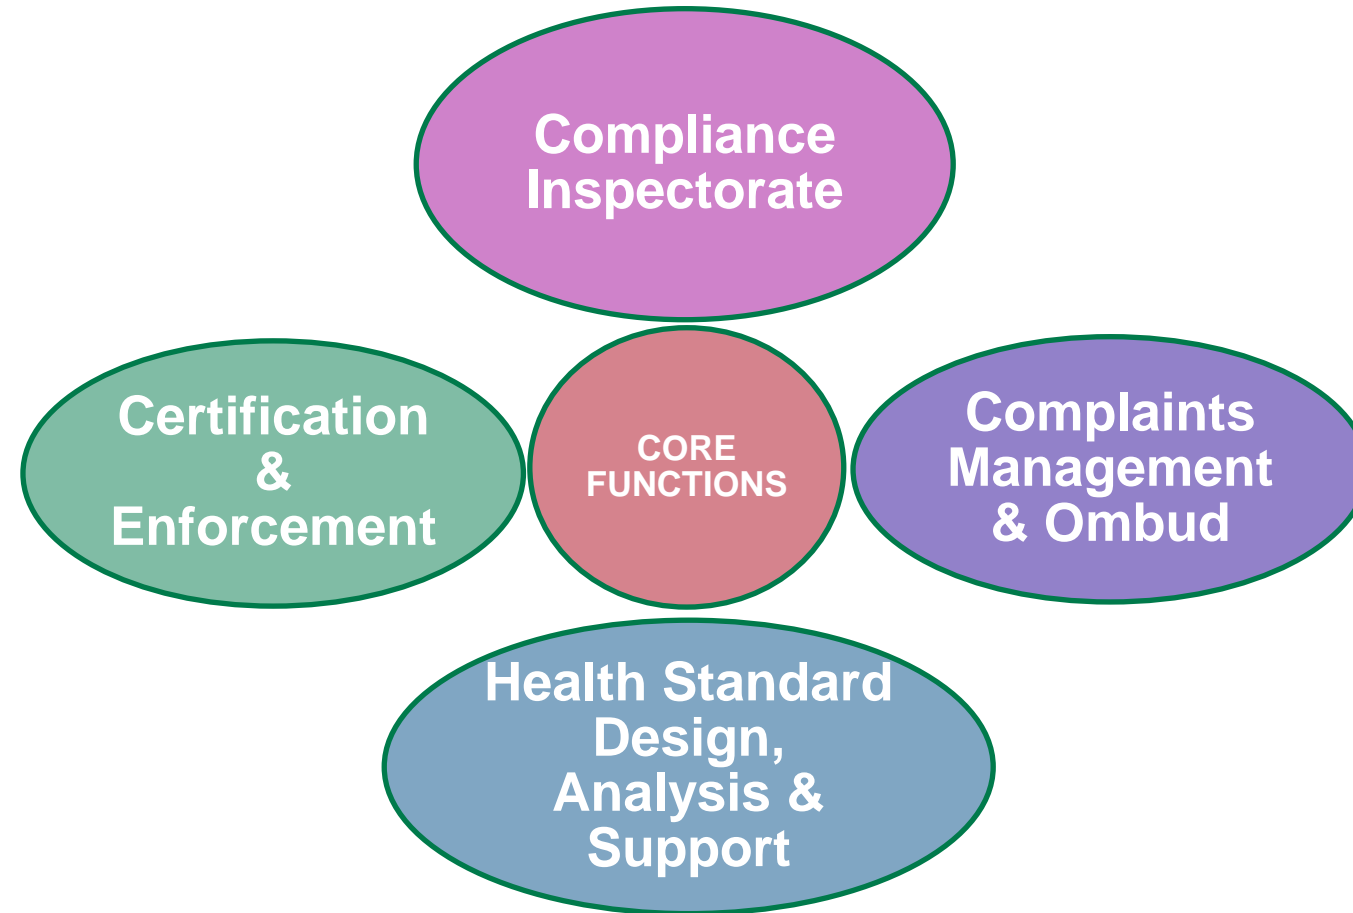 Compliance
Inspectorate
Certification
&
Enforcement
CORE
FUNCTIONS
Complaints
Management
& Ombud
Health Standard
Design,
Analysis &
Support